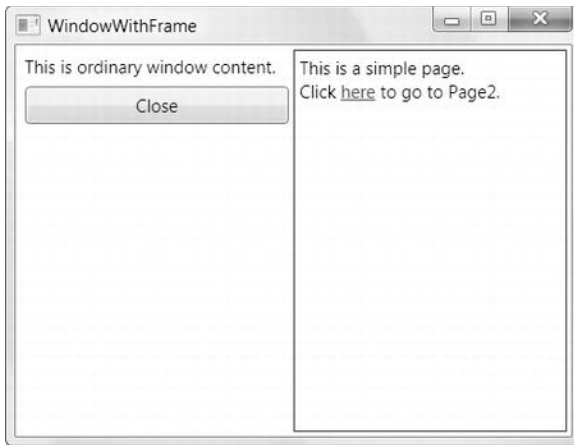 WindowWithFrame
This is ordinary window content.
Close
This is a simple page.
Click here to go to Page2.